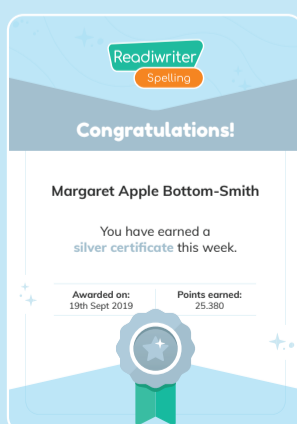 Readiwriter
Spelling
Congratulations!
Margaret Apple Bottom-Smith
You have earned a
silver certificate this week.
Awarded on: Points earned:
19th Sept 2019 25.380